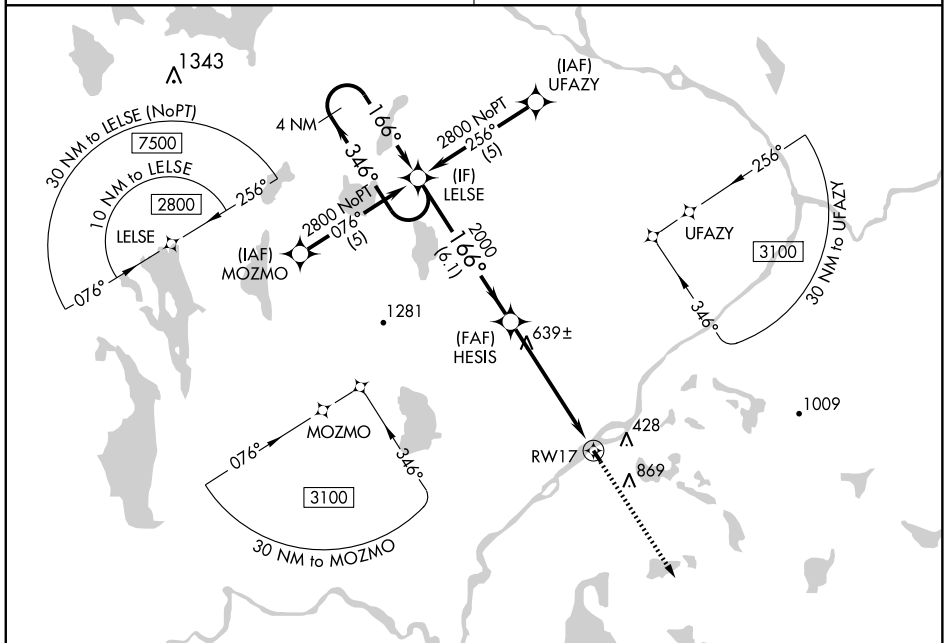 1343
30 NM to LELSE (NoPT)
7500
10 NM to LELSE
2800
256°
LELSE
076°
4 NM
166°
346°
(IAF)
UFAZY
2800 NoPT
256°
(5)
(IF)
LELSE
2800 NoPT
076°
(5)
(IAF)
MOZMO
2000
166°
(6.1)
256°
UFAZY
3100
30 NM to UFAZY
346°
1281
(FAF)
HESIS
639±
MOZMO
076°
346°
3100
30 NM to MOZMO
1009
428
RW17
869